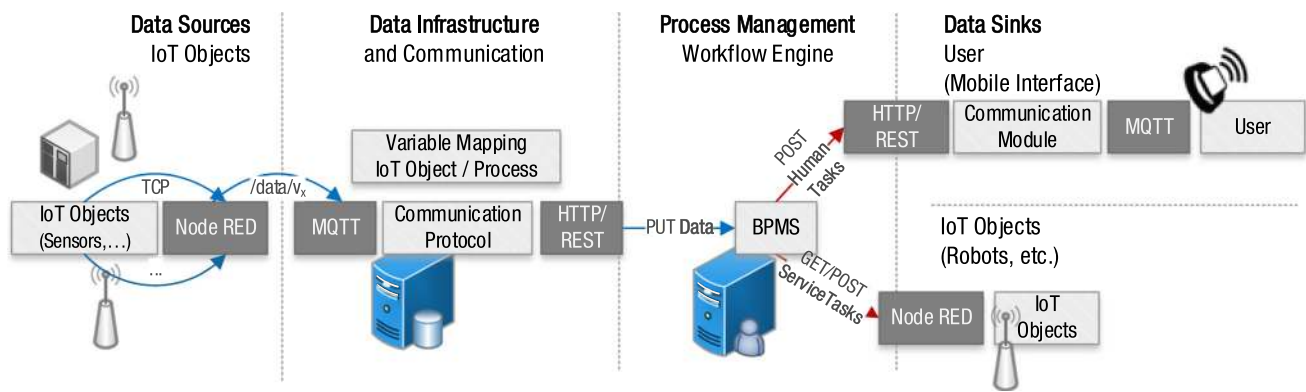 Data Sources
IoT Objects
Data Infrastructure
and Communication
Process Management
Workflow Engine
Data Sinks
User
(Mobile Interface)
TCP
/data/vx
...
IoT Objects
(Sensors,...)
Node RED
Variable Mapping
IoT Object / Process
MQTT
Communication
Protocol
HTTP/
REST
PUT Data
BPMS
POST
Human
Tasks
GET/POST
ServiceTasks
HTTP/
REST
Communication
Module
MQTT
User
IoT Objects
(Robots, etc.)
Node RED
IoT
Objects